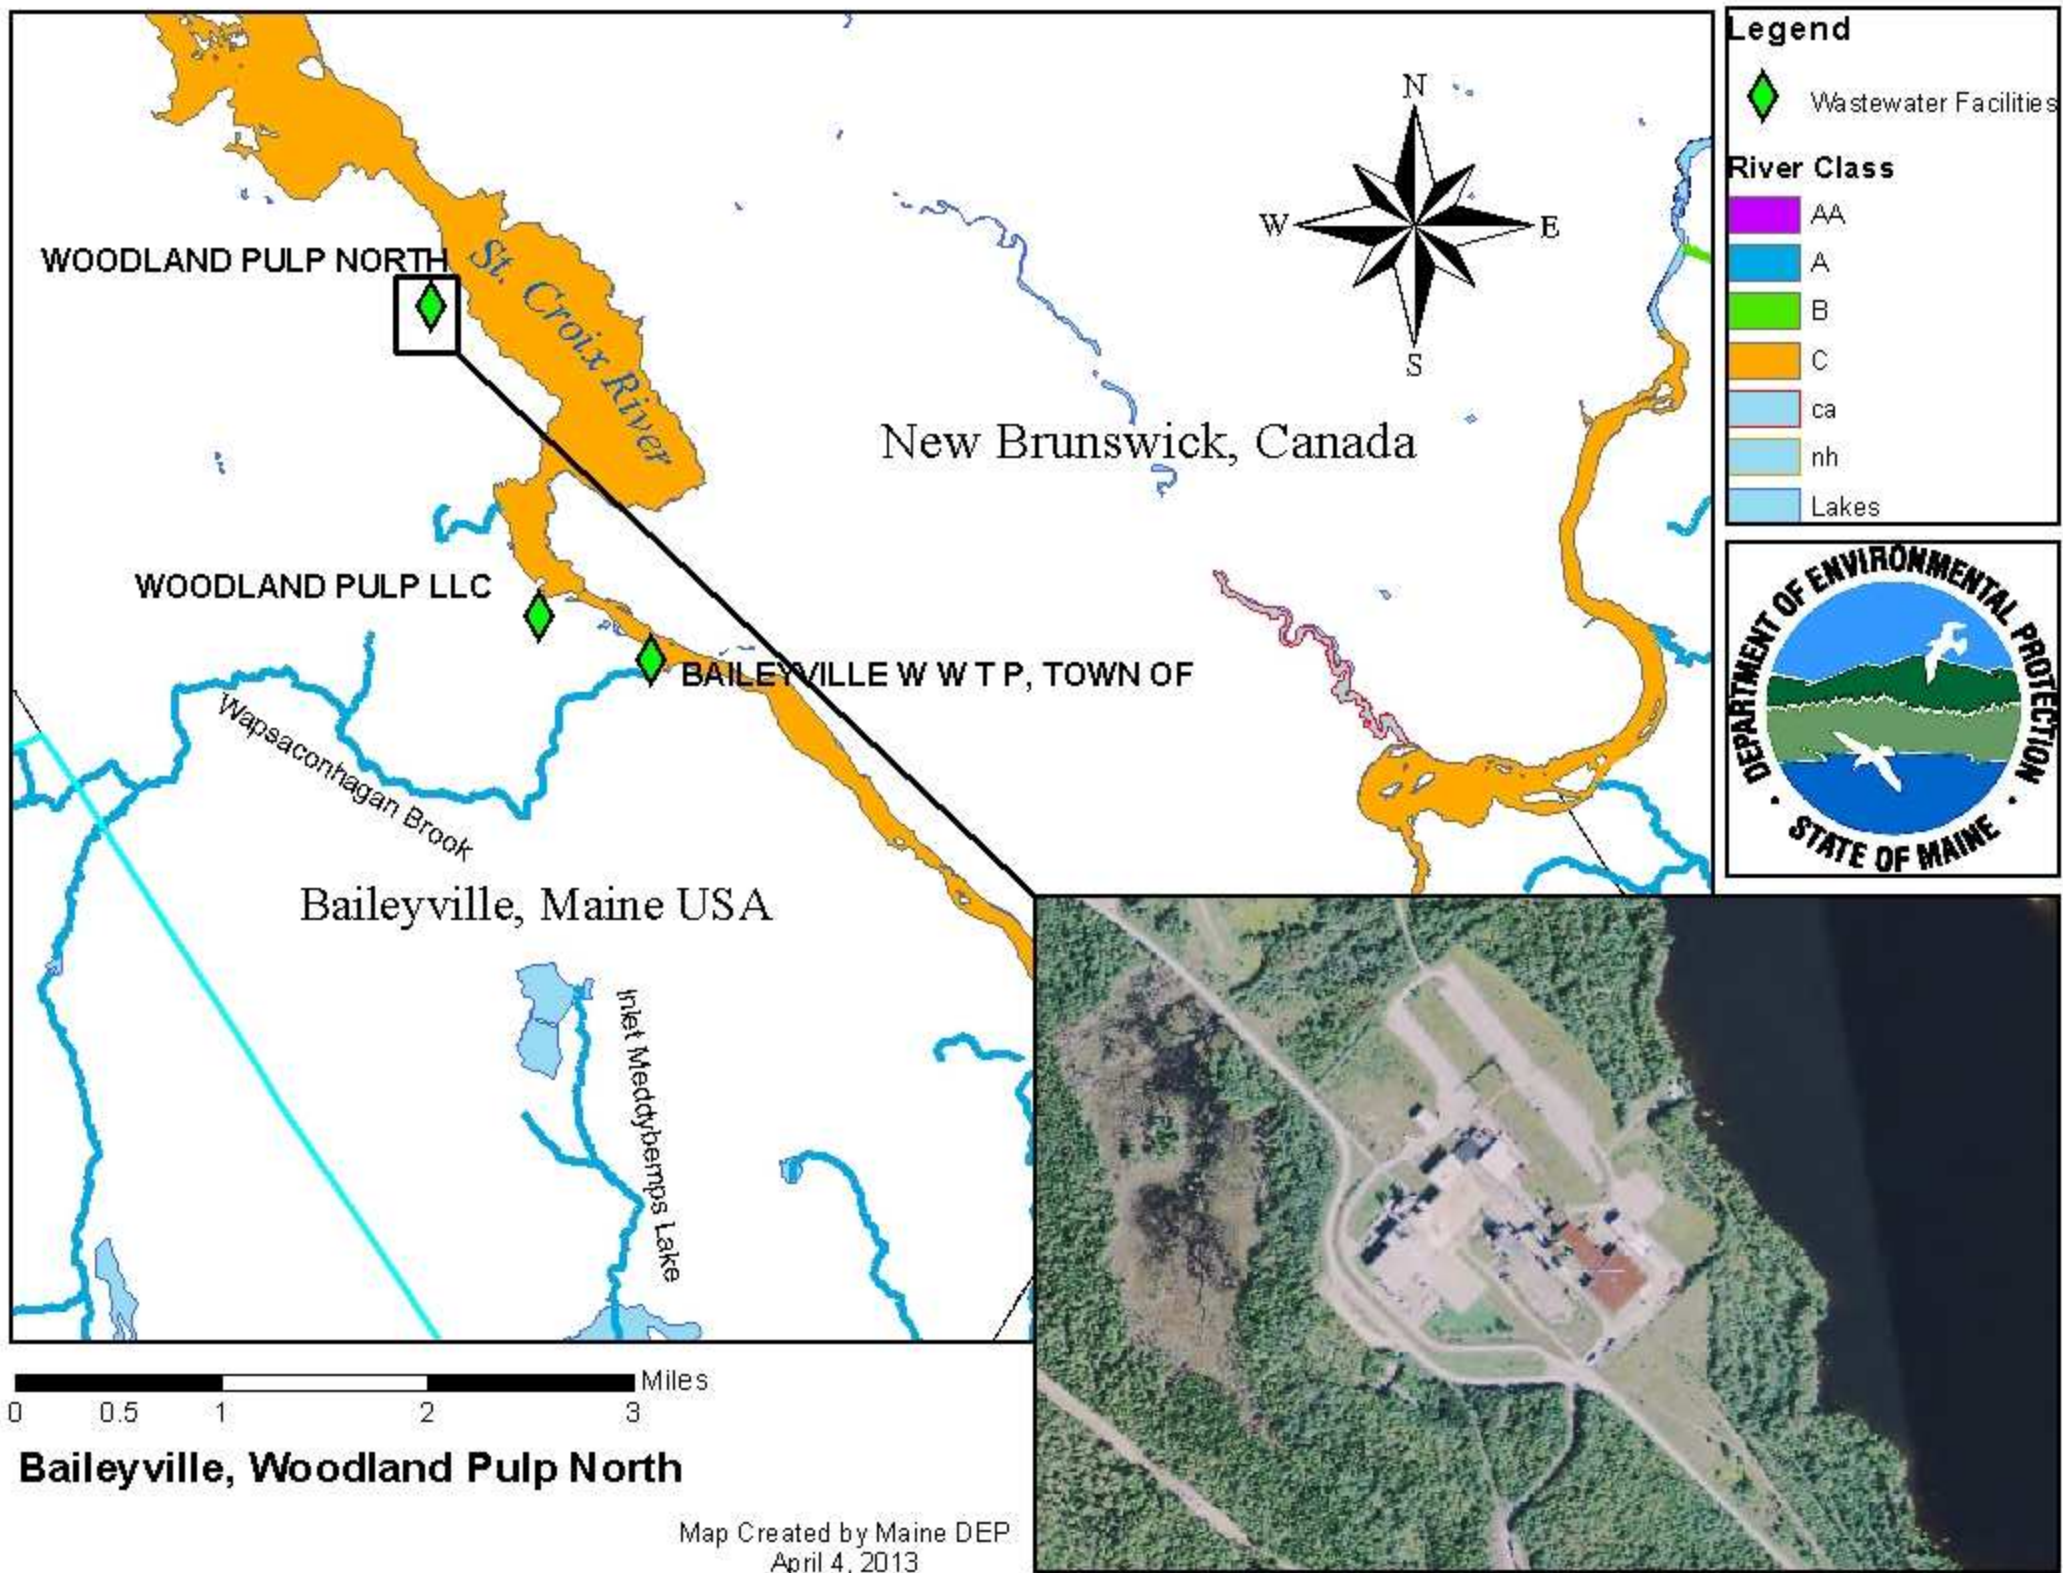 Legend
Wastewater Facilities
River Class
AA
A
B
C
ca
nh
Lakes
DEPARTMENT OF ENVIRONMENTAL PROTECTION
• STATE OF MAINE •
N
W
E
S
WOODLAND PULP NORTH
St. Croix River
New Brunswick, Canada
WOODLAND PULP LLC
BAILEYVILLE W W T P, TOWN OF
Wapsaconhagan Brook
Baileyville, Maine USA
Inlet Meddybemps Lake
Miles
0 0.5 1 2 3
Baileyville, Woodland Pulp North
Map Created by Maine DEP
April 4, 2013